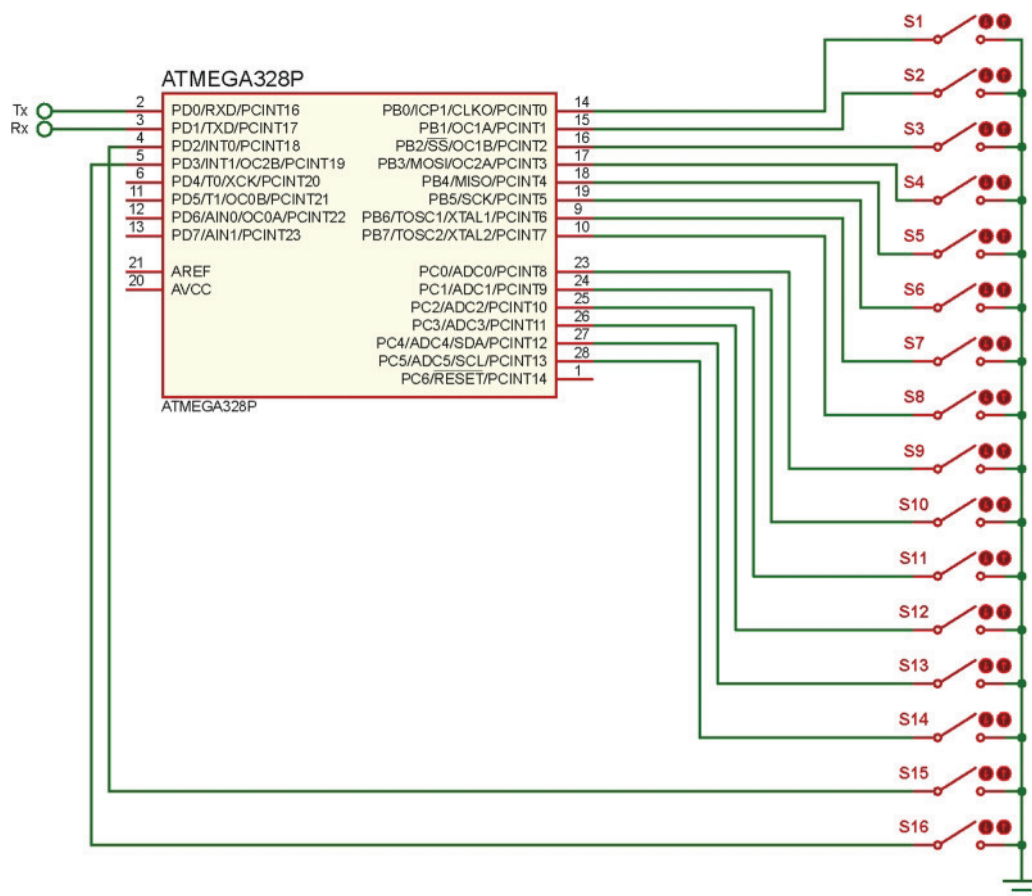 ATMEGA328P
Tx
Rx
2 PD0/RXD/PCINT16
3 PD1/TXD/PCINT17
4 PD2/INT0/PCINT18
5 PD3/INT1/OC2B/PCINT19
6 PD4/T0/XCK/PCINT20
11 PD5/T1/OC0B/PCINT21
12 PD6/AIN0/OC0A/PCINT22
13 PD7/AIN1/PCINT23
21 AREF
20 AVCC
PB0/ICP1/CLKO/PCINT0 14
PB1/OC1A/PCINT1 15
PB2/SS/OC1B/PCINT2 16
PB3/MOSI/OC2A/PCINT3 17
PB4/MISO/PCINT4 18
PB5/SCK/PCINT5 19
PB6/TOSC1/XTAL1/PCINT6 9
PB7/TOSC2/XTAL2/PCINT7 10
PC0/ADC0/PCINT8 23
PC1/ADC1/PCINT9 24
PC2/ADC2/PCINT10 25
PC3/ADC3/PCINT11 26
PC4/ADC4/SDA/PCINT12 27
PC5/ADC5/SCL/PCINT13 28
PC6/RESET/PCINT14 1
ATMEGA328P
S1
S2
S3
S4
S5
S6
S7
S8
S9
S10
S11
S12
S13
S14
S15
S16